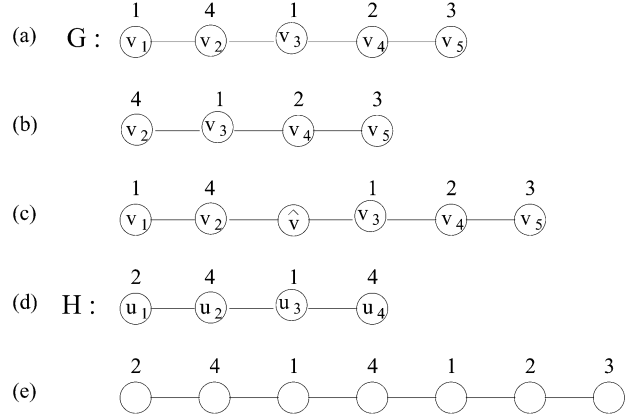 1 4 1 2 3
(a) G : v1 v2 v3 v4 v5
4 1 2 3
(b) v2 v3 v4 v5
1 4 1 2 3
(c) v1 v2 v̂ v3 v4 v5
2 4 1 4
(d) H : u1 u2 u3 u4
2 4 1 4 1 2 3
(e)